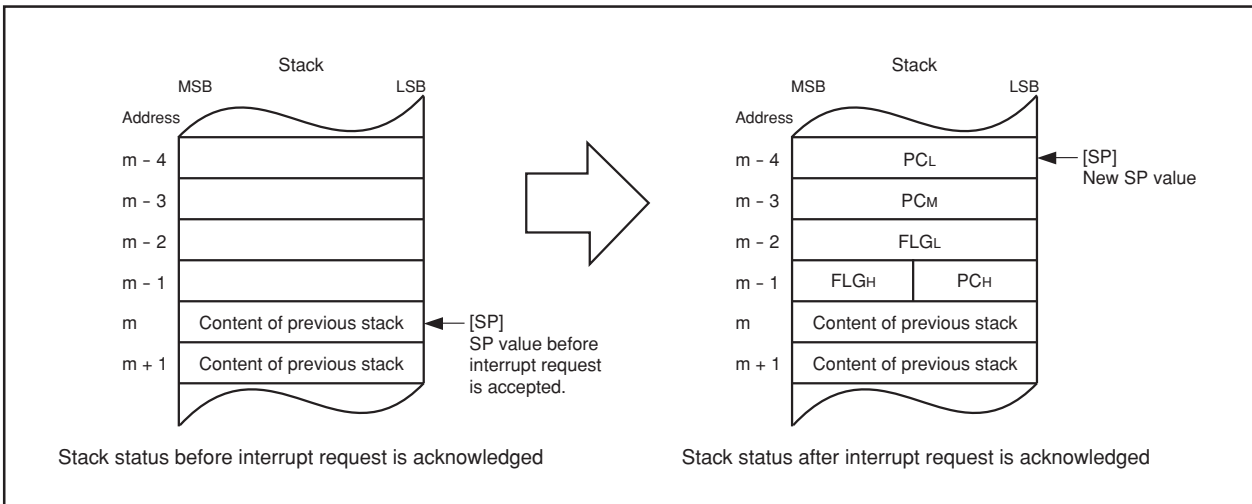 Stack
MSB LSB
Address
m - 4
m - 3
m - 2
m - 1
m Content of previous stack
m + 1 Content of previous stack
[SP]
SP value before
interrupt request
is accepted.
Stack status before interrupt request is acknowledged
Stack
MSB LSB
Address
m - 4 PCL
m - 3 PCM
m - 2 FLGL
m - 1 FLGH PCH
m Content of previous stack
m + 1 Content of previous stack
[SP]
New SP value
Stack status after interrupt request is acknowledged